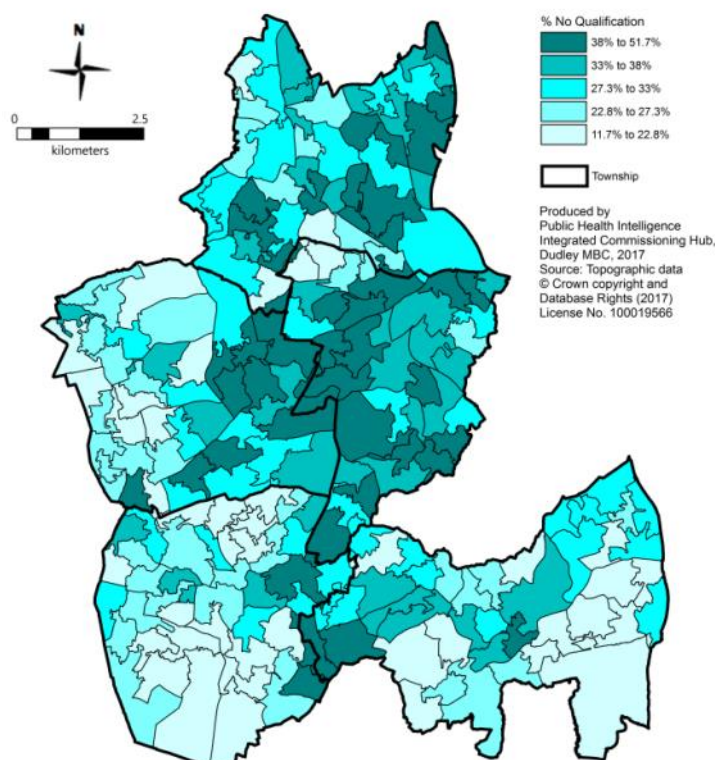 N
0 2.5
kilometers
% No Qualification
38% to 51.7%
33% to 38%
27.3% to 33%
22.8% to 27.3%
11.7% to 22.8%
Township
Produced by
Public Health Intelligence
Integrated Commissioning Hub,
Dudley MBC, 2017
Source: Topographic data
© Crown copyright and
Database Rights (2017)
License No. 100019566